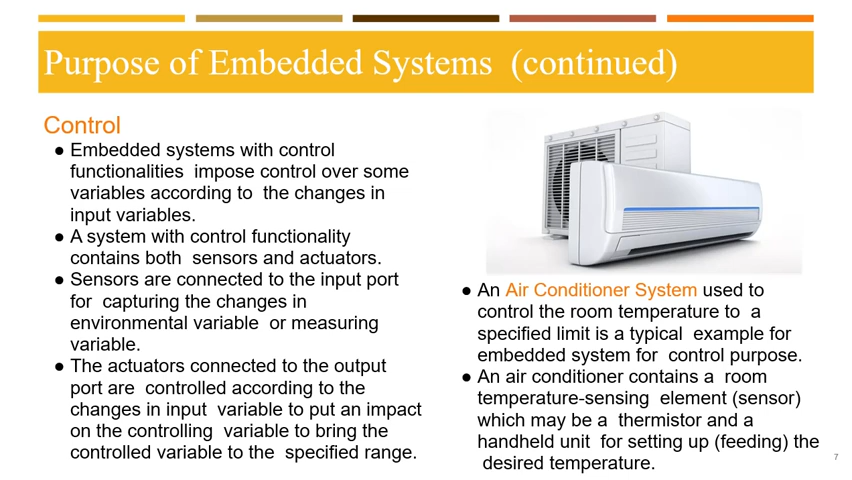 Purpose of Embedded Systems (continued)
Control
● Embedded systems with control
functionalities impose control over some
variables according to the changes in
input variables.
● A system with control functionality
contains both sensors and actuators.
● Sensors are connected to the input port
for capturing the changes in
environmental variable or measuring
variable.
● The actuators connected to the output
port are controlled according to the
changes in input variable to put an impact
on the controlling variable to bring the
controlled variable to the specified range.
● An Air Conditioner System used to
control the room temperature to a
specified limit is a typical example for
embedded system for control purpose.
● An air conditioner contains a room
temperature-sensing element (sensor)
which may be a thermistor and a
handheld unit for setting up (feeding) the
desired temperature.
7